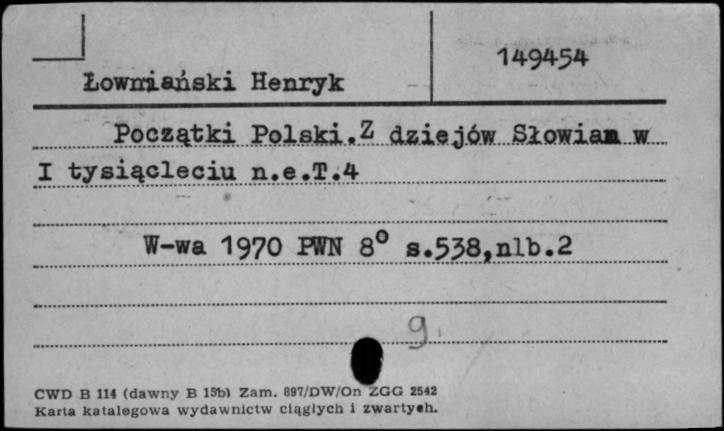 149454
Łowmiański Henryk
Początki Polski.Z dziejów Słowian w
I tysiącleciu n.e.T.4
W-wa 1970 PWN 8° s.538,nlb.2
9.
CWD B 114 (dawny B 15b) Zam. 897/DW/On ZGG 2542
Karta katalogowa wydawnictw ciągłych i zwartych.